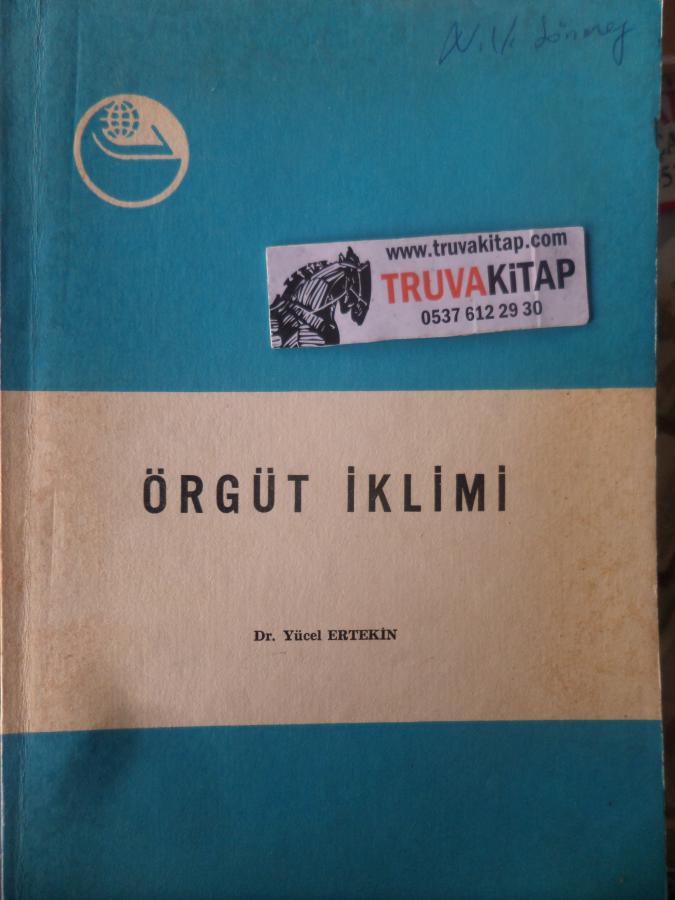 www.truvakitap.com
TRUVAKiTAP
0537 612 29 30
ÖRGÜT İKLİMİ
Dr. Yücel ERTEKİN